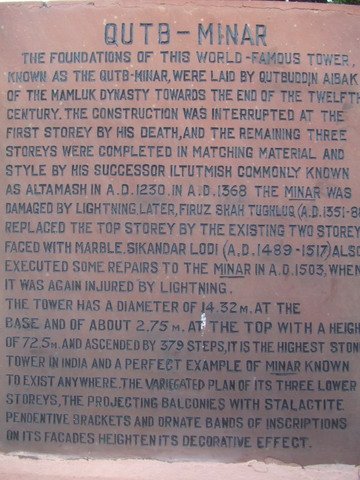 QUTB-MINAR
THE FOUNDATIONS OF THIS WORLD-FAMOUS TOWER,
KNOWN AS THE QUTB-MINAR, WERE LAID BY QUTBUDDIN AIBAK
OF THE MAMLUK DYNASTY TOWARDS THE END OF THE TWELFTH
CENTURY. THE CONSTRUCTION WAS INTERRUPTED AT THE
FIRST STOREY BY HIS DEATH, AND THE REMAINING THREE
STOREYS WERE COMPLETED IN MATCHING MATERIAL AND
STYLE BY HIS SUCCESSOR ILTUTMISH COMMONLY KNOWN
AS ALTAMASH IN A.D. 1230. IN A.D. 1368 THE MINAR WAS
DAMAGED BY LIGHTNING. LATER, FIRUZ SHAH TUGHLUQ (A.D. 1351-88
REPLACED THE TOP STOREY BY THE EXISTING TWO STOREY
FACED WITH MARBLE. SIKANDAR LODI (A.D. 1489-1517) ALSO
EXECUTED SOME REPAIRS TO THE MINAR IN A.D. 1503, WHEN
IT WAS AGAIN INJURED BY LIGHTNING.
THE TOWER HAS A DIAMETER OF 14.32 M. AT THE
BASE AND OF ABOUT 2.75 M. AT THE TOP WITH A HEIGH
OF 72.5 M. AND ASCENDED BY 379 STEPS, IT IS THE HIGHEST STON
TOWER IN INDIA AND A PERFECT EXAMPLE OF MINAR KNOWN
TO EXIST ANYWHERE. THE VARIEGATED PLAN OF ITS THREE LOWER
STOREYS, THE PROJECTING BALCONIES WITH STALACTITE
PENDENTIVE BRACKETS AND ORNATE BANDS OF INSCRIPTIONS
ON ITS FACADES HEIGHTEN ITS DECORATIVE EFFECT.